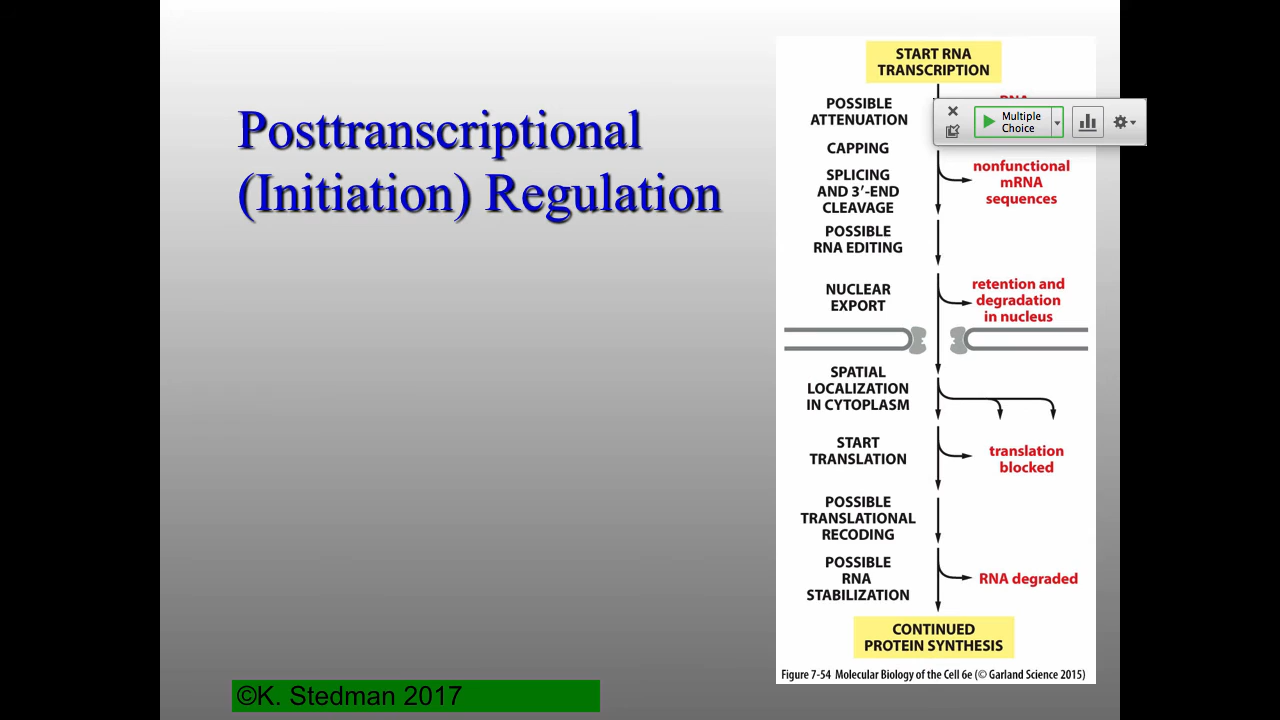 Posttranscriptional
(Initiation) Regulation
START RNA
TRANSCRIPTION
POSSIBLE
ATTENUATION
Multiple
Choice
CAPPING
SPLICING
AND 3′-END
CLEAVAGE
nonfunctional
mRNA
sequences
POSSIBLE
RNA EDITING
NUCLEAR
EXPORT
retention and
degradation
in nucleus
SPATIAL
LOCALIZATION
IN CYTOPLASM
START
TRANSLATION
translation
blocked
POSSIBLE
TRANSLATIONAL
RECODING
POSSIBLE
RNA
STABILIZATION
RNA degraded
CONTINUED
PROTEIN SYNTHESIS
Figure 7-54 Molecular Biology of the Cell 6e (© Garland Science 2015)
©K. Stedman 2017